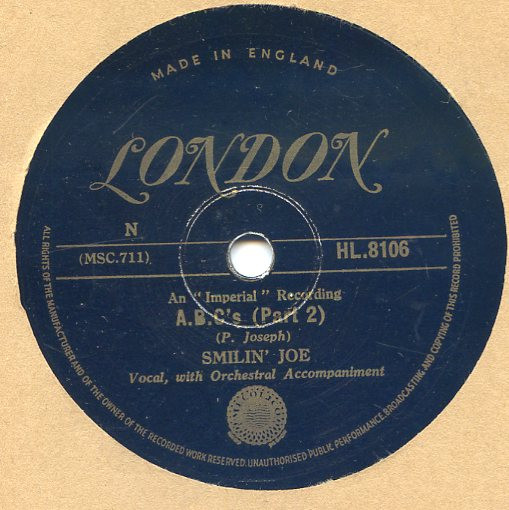 MADE IN ENGLAND
LONDON
N
(MSC.711)
HL.8106
An "Imperial" Recording
A.B.C's (Part 2)
(P. Joseph)
SMILIN' JOE
Vocal, with Orchestral Accompaniment
ALL RIGHTS OF THE MANUFACTURER AND OF THE OWNER OF THE RECORDED WORK RESERVED. UNAUTHORISED PUBLIC PERFORMANCE, BROADCASTING AND COPYING OF THIS RECORD PROHIBITED